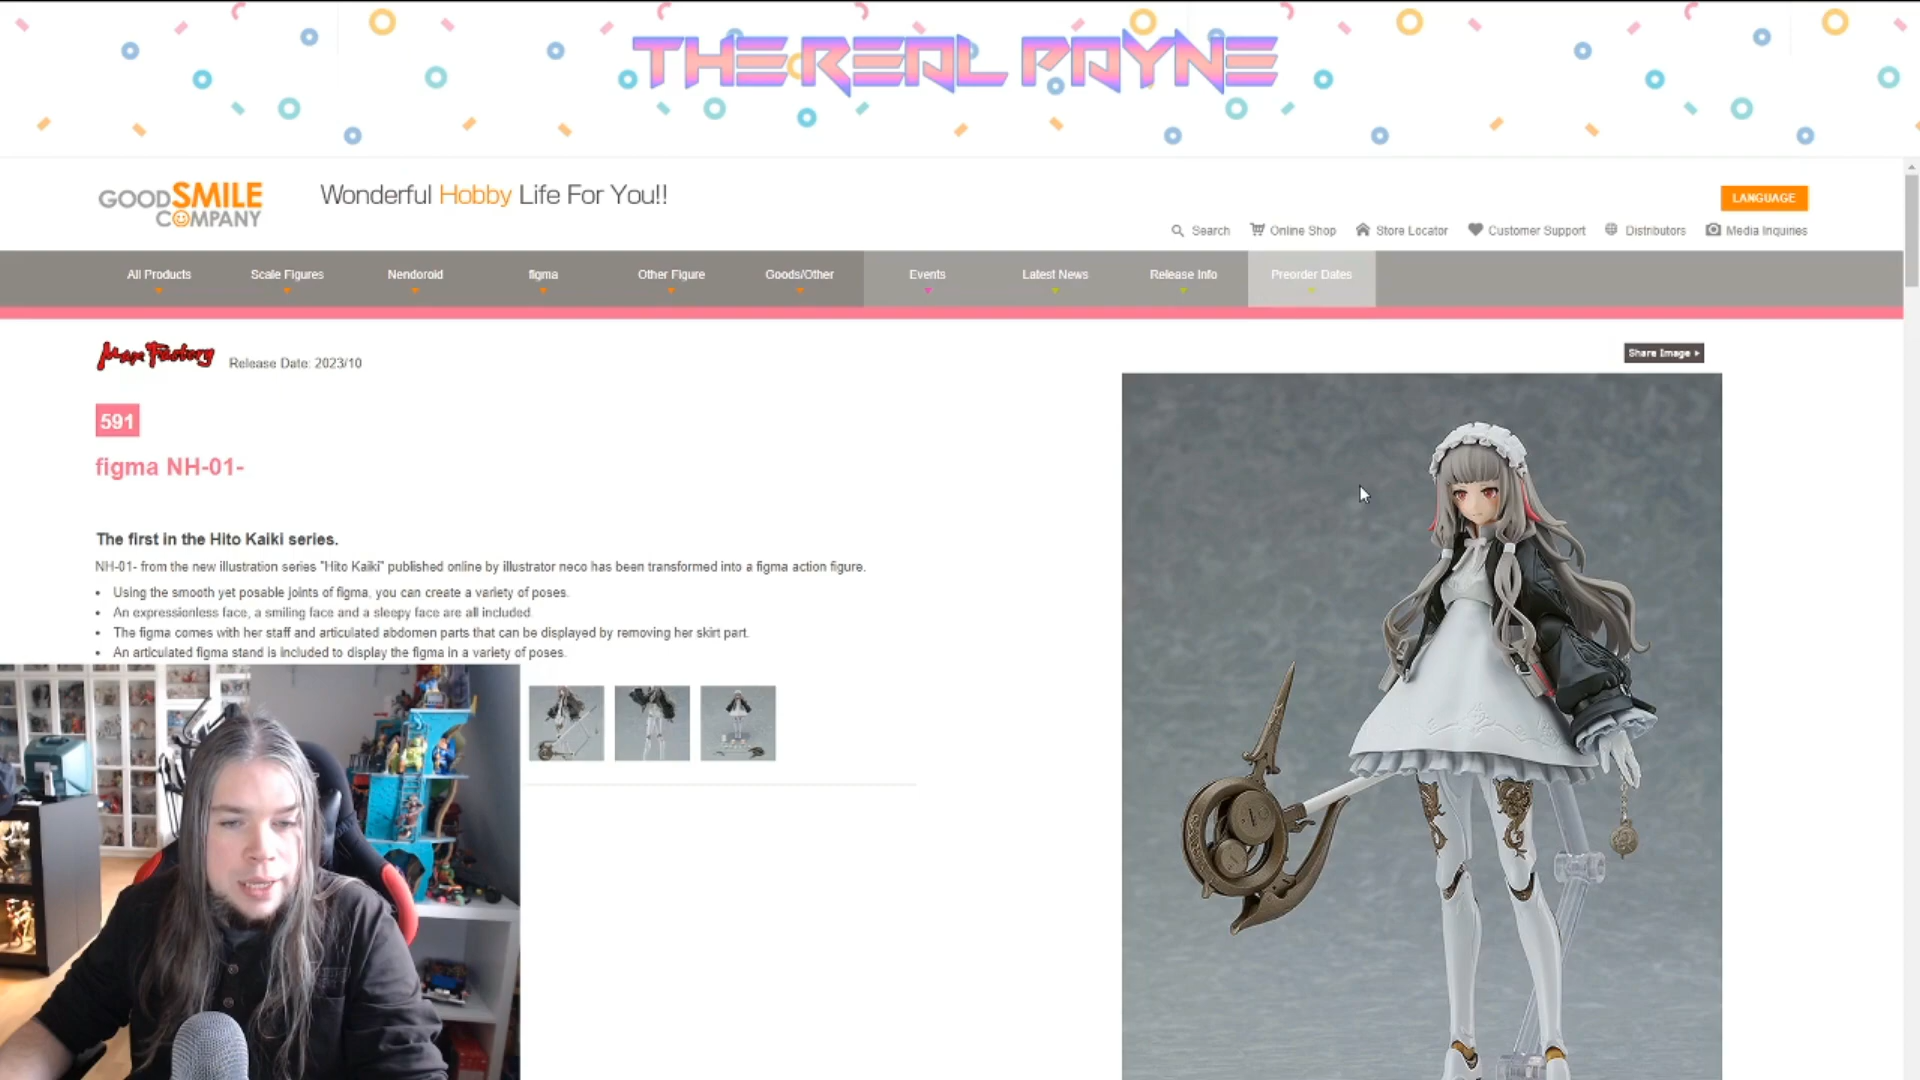 THE REAL PAYNE
GOOD SMILE COMPANY
Wonderful Hobby Life For You!!
LANGUAGE
Search
Online Shop
Store Locator
Customer Support
Distributors
Media Inquiries
All Products
Scale Figures
Nendoroid
figma
Other Figure
Goods/Other
Events
Latest News
Release Info
Preorder Dates
Max Factory
Release Date: 2023/10
Share Image
591
figma NH-01-
The first in the Hito Kaiki series.
NH-01- from the new illustration series "Hito Kaiki" published online by illustrator neco has been transformed into a figma action figure.
• Using the smooth yet posable joints of figma, you can create a variety of poses.
• An expressionless face, a smiling face and a sleepy face are all included.
• The figma comes with her staff and articulated abdomen parts that can be displayed by removing her skirt part.
• An articulated figma stand is included to display the figma in a variety of poses.